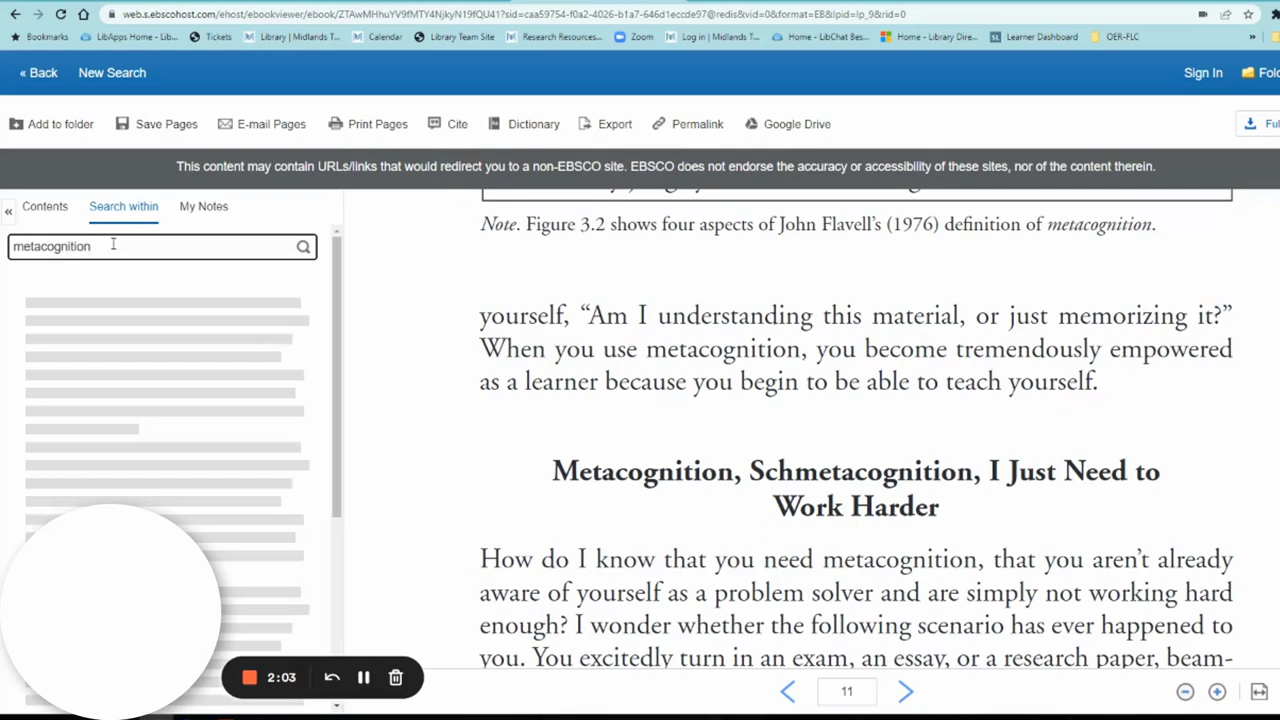 web.s.ebscohost.com/ehost/ebookviewer/ebook/ZTAwMHhuYV9fMTY4NjkyN19fQU41?sid=caa59754-f0a2-4026-b1a7-646d1eccde97@redis&vid=0&format=EB&lpid=lp_9&rid=0
Bookmarks LibApps Home - Lib... Tickets Library | Midlands T... Calendar Library Team Site Research Resources... Zoom Log in | Midlands T... Home - LibChat Bes... Home - Library Dire... SL Learner Dashboard OER-FLC »
« Back New Search Sign In Fol
Add to folder Save Pages E-mail Pages Print Pages Cite Dictionary Export Permalink Google Drive Ful
This content may contain URLs/links that would redirect you to a non-EBSCO site. EBSCO does not endorse the accuracy or accessibility of these sites, nor of the content therein.
« Contents Search within My Notes
metacognition
Note. Figure 3.2 shows four aspects of John Flavell's (1976) definition of metacognition.
yourself, “Am I understanding this material, or just memorizing it?”
When you use metacognition, you become tremendously empowered
as a learner because you begin to be able to teach yourself.
Metacognition, Schmetacognition, I Just Need to
Work Harder
How do I know that you need metacognition, that you aren't already
aware of yourself as a problem solver and are simply not working hard
enough? I wonder whether the following scenario has ever happened to
you. You excitedly turn in an exam, an essay, or a research paper, beam-
2:03
11